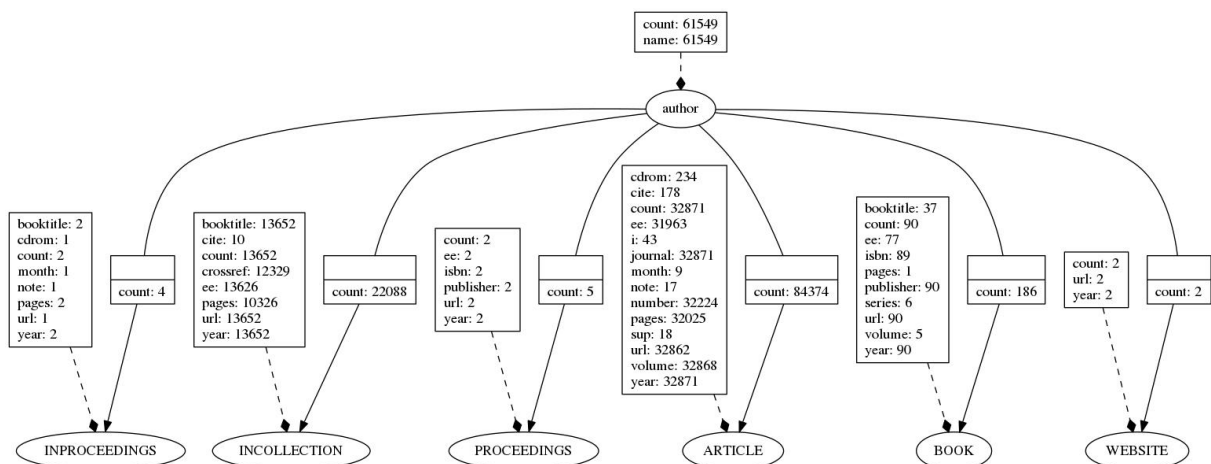 count: 61549
name: 61549
author
booktitle: 2
cdrom: 1
count: 2
month: 1
note: 1
pages: 2
url: 1
year: 2
count: 4
booktitle: 13652
cite: 10
count: 13652
crossref: 12329
ee: 13626
pages: 10326
url: 13652
year: 13652
count: 22088
count: 2
ee: 2
isbn: 2
publisher: 2
url: 2
year: 2
count: 5
cdrom: 234
cite: 178
count: 32871
ee: 31963
i: 43
journal: 32871
month: 9
note: 17
number: 32224
pages: 32025
sup: 18
url: 32862
volume: 32868
year: 32871
count: 84374
booktitle: 37
count: 90
ee: 77
isbn: 89
pages: 1
publisher: 90
series: 6
url: 90
volume: 5
year: 90
count: 186
count: 2
url: 2
year: 2
count: 2
INPROCEEDINGS
INCOLLECTION
PROCEEDINGS
ARTICLE
BOOK
WEBSITE